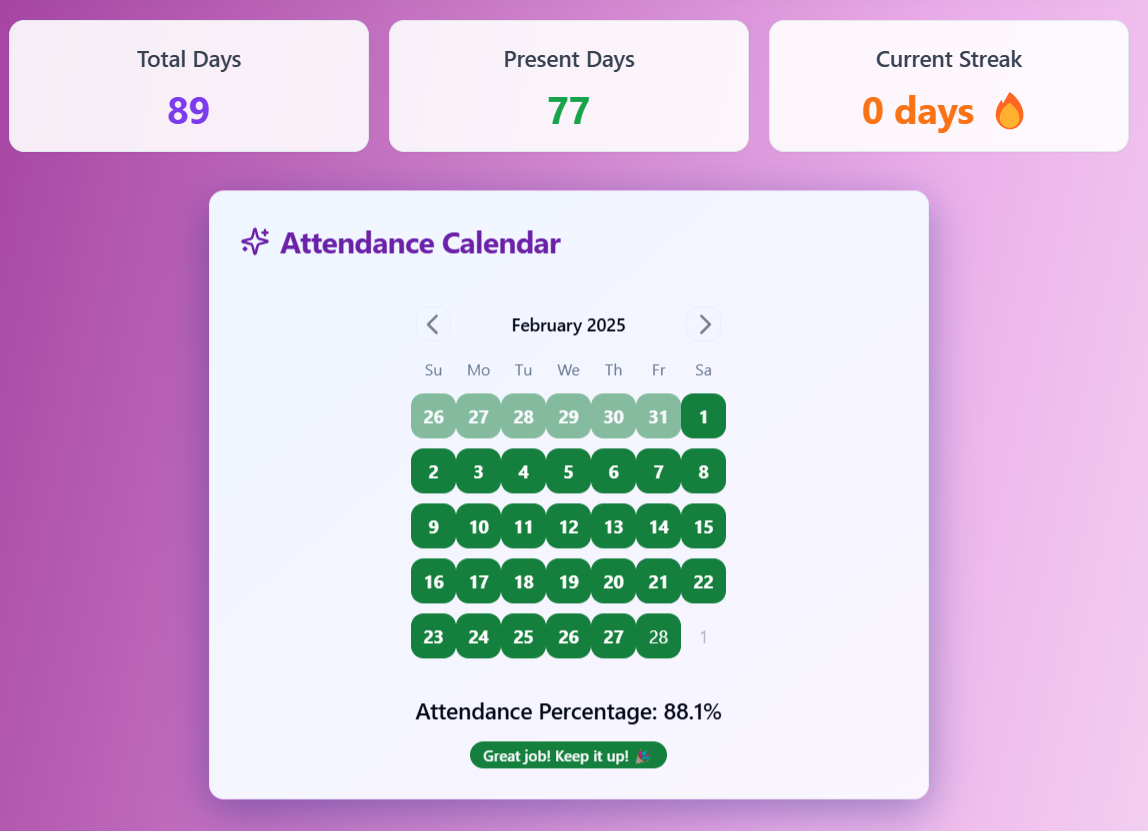 Total Days
89
Present Days
77
Current Streak
0 days 🔥
Attendance Calendar
February 2025
Su Mo Tu We Th Fr Sa
26 27 28 29 30 31 1
2 3 4 5 6 7 8
9 10 11 12 13 14 15
16 17 18 19 20 21 22
23 24 25 26 27 28 1
Attendance Percentage: 88.1%
Great job! Keep it up! 🎉